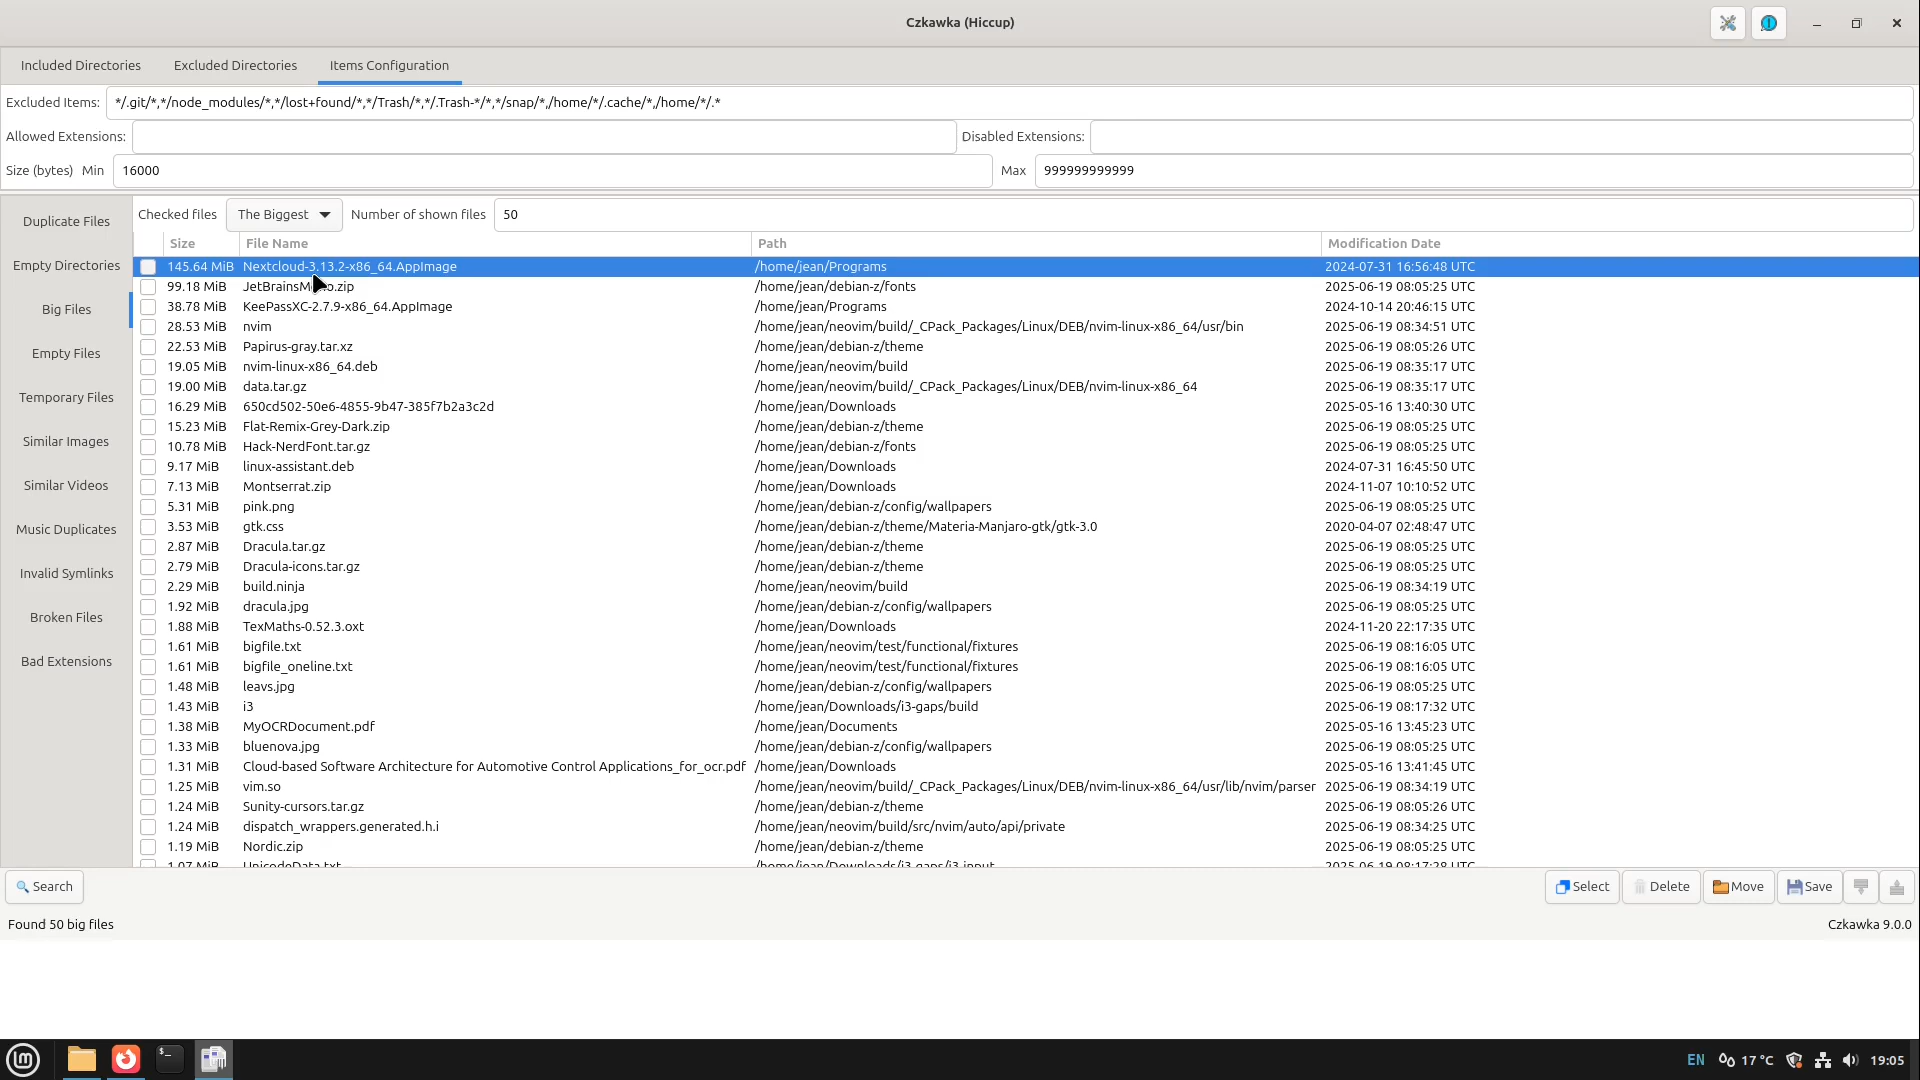 Czkawka (Hiccup)
Included Directories Excluded Directories Items Configuration
Excluded Items: */.git/*,*/node_modules/*,*/lost+found/*,*/Trash/*,*/.Trash-*/*,*/snap/*,/home/*/.cache/*,/home/*/.*
Allowed Extensions: Disabled Extensions:
Size (bytes) Min 16000 Max 999999999999
Checked files The Biggest Number of shown files 50
Duplicate Files
Empty Directories
Big Files
Empty Files
Temporary Files
Similar Images
Similar Videos
Music Duplicates
Invalid Symlinks
Broken Files
Bad Extensions
Size File Name Path Modification Date
145.64 MiB Nextcloud-3.13.2-x86_64.AppImage /home/jean/Programs 2024-07-31 16:56:48 UTC
99.18 MiB /home/jean/debian-z/fonts 2025-06-19 08:05:25 UTC
38.78 MiB KeePassXC-2.7.9-x86_64.AppImage /home/jean/Programs 2024-10-14 20:46:15 UTC
28.53 MiB nvim /home/jean/neovim/build/_CPack_Packages/Linux/DEB/nvim-linux-x86_64/usr/bin 2025-06-19 08:34:51 UTC
22.53 MiB Papirus-gray.tar.xz /home/jean/debian-z/theme 2025-06-19 08:05:26 UTC
19.05 MiB nvim-linux-x86_64.deb /home/jean/neovim/build 2025-06-19 08:35:17 UTC
19.00 MiB data.tar.gz /home/jean/neovim/build/_CPack_Packages/Linux/DEB/nvim-linux-x86_64 2025-06-19 08:35:17 UTC
16.29 MiB 650cd502-50e6-4855-9b47-385f7b2a3c2d /home/jean/Downloads 2025-05-16 13:40:30 UTC
15.23 MiB Flat-Remix-Grey-Dark.zip /home/jean/debian-z/theme 2025-06-19 08:05:25 UTC
10.78 MiB Hack-NerdFont.tar.gz /home/jean/debian-z/fonts 2025-06-19 08:05:25 UTC
9.17 MiB linux-assistant.deb /home/jean/Downloads 2024-07-31 16:45:50 UTC
7.13 MiB Montserrat.zip /home/jean/Downloads 2024-11-07 10:10:52 UTC
5.31 MiB pink.png /home/jean/debian-z/config/wallpapers 2025-06-19 08:05:25 UTC
3.53 MiB gtk.css /home/jean/debian-z/theme/Materia-Manjaro-gtk/gtk-3.0 2020-04-07 02:48:47 UTC
2.87 MiB Dracula.tar.gz /home/jean/debian-z/theme 2025-06-19 08:05:25 UTC
2.79 MiB Dracula-icons.tar.gz /home/jean/debian-z/theme 2025-06-19 08:05:25 UTC
2.29 MiB build.ninja /home/jean/neovim/build 2025-06-19 08:34:19 UTC
1.92 MiB dracula.jpg /home/jean/debian-z/config/wallpapers 2025-06-19 08:05:25 UTC
1.88 MiB TexMaths-0.52.3.oxt /home/jean/Downloads 2024-11-20 22:17:35 UTC
1.61 MiB bigfile.txt /home/jean/neovim/test/functional/fixtures 2025-06-19 08:16:05 UTC
1.61 MiB bigfile_oneline.txt /home/jean/neovim/test/functional/fixtures 2025-06-19 08:16:05 UTC
1.48 MiB leavs.jpg /home/jean/debian-z/config/wallpapers 2025-06-19 08:05:25 UTC
1.43 MiB i3 /home/jean/Downloads/i3-gaps/build 2025-06-19 08:17:32 UTC
1.38 MiB MyOCRDocument.pdf /home/jean/Documents 2025-05-16 13:45:23 UTC
1.33 MiB bluenova.jpg /home/jean/debian-z/config/wallpapers 2025-06-19 08:05:25 UTC
1.31 MiB Cloud-based Software Architecture for Automotive Control Applications_for_ocr.pdf /home/jean/Downloads 2025-05-16 13:41:45 UTC
1.25 MiB vim.so /home/jean/neovim/build/_CPack_Packages/Linux/DEB/nvim-linux-x86_64/usr/lib/nvim/parser 2025-06-19 08:34:19 UTC
1.24 MiB Sunity-cursors.tar.gz /home/jean/debian-z/theme 2025-06-19 08:05:26 UTC
1.24 MiB dispatch_wrappers.generated.h.i /home/jean/neovim/build/src/nvim/auto/api/private 2025-06-19 08:34:25 UTC
1.19 MiB Nordic.zip /home/jean/debian-z/theme 2025-06-19 08:05:25 UTC
1.07 MiB UnicodeData.txt /home/jean/Downloads/i3-gaps/i3-input 2025-06-19 08:17:28 UTC
Search Select Delete Move Save
Found 50 big files Czkawka 9.0.0
EN 17 °C 19:05